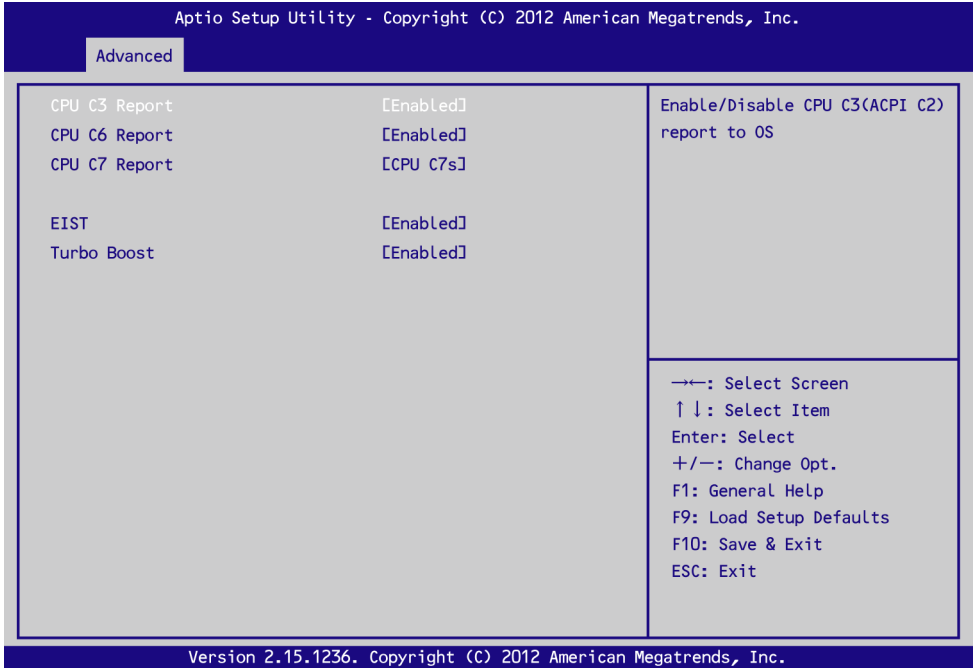 Aptio Setup Utility - Copyright (C) 2012 American Megatrends, Inc.
Advanced
CPU C3 Report [Enabled]
CPU C6 Report [Enabled]
CPU C7 Report [CPU C7s]
EIST [Enabled]
Turbo Boost [Enabled]
Enable/Disable CPU C3(ACPI C2)
report to OS
→←: Select Screen
↑↓: Select Item
Enter: Select
+/-: Change Opt.
F1: General Help
F9: Load Setup Defaults
F10: Save & Exit
ESC: Exit
Version 2.15.1236. Copyright (C) 2012 American Megatrends, Inc.